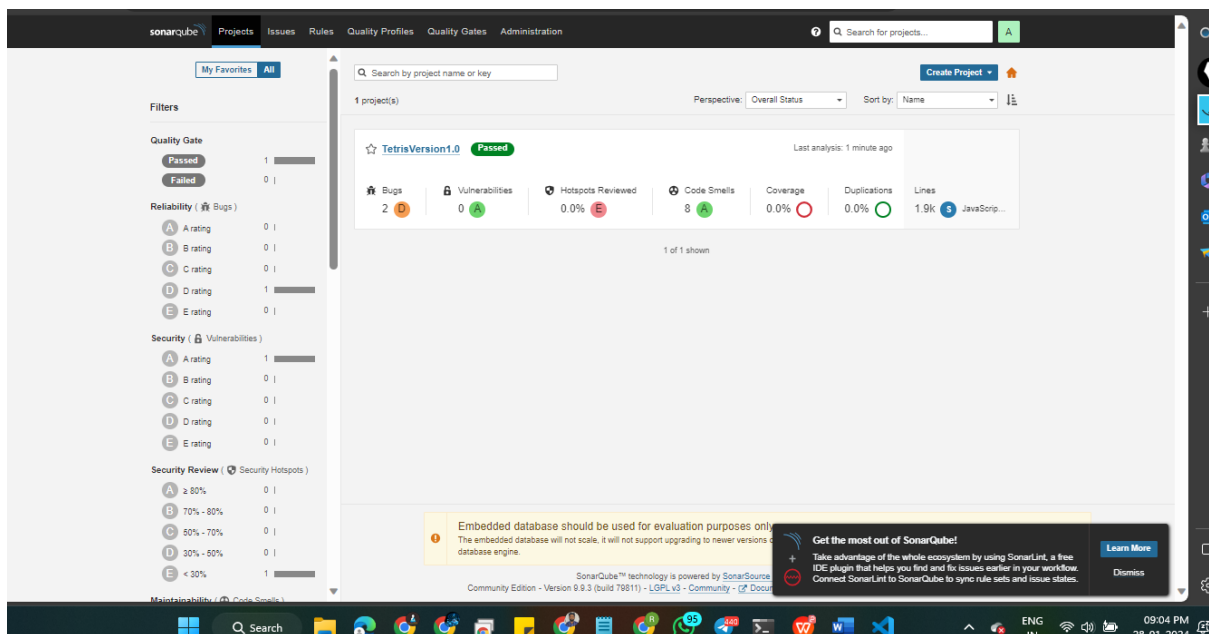 sonarqube Projects Issues Rules Quality Profiles Quality Gates Administration Search for projects... A
My Favorites All
Filters
Quality Gate
Passed 1
Failed 0
Reliability ( Bugs )
A A rating 0
B B rating 0
C C rating 0
D D rating 1
E E rating 0
Security ( Vulnerabilities )
A A rating 1
B B rating 0
C C rating 0
D D rating 0
E E rating 0
Security Review ( Security Hotspots )
A ≥ 80% 0
B 70% - 80% 0
C 50% - 70% 0
D 30% - 50% 0
E < 30% 1
Maintainability ( Code Smells )
Search by project name or key Create Project
1 project(s) Perspective: Overall Status Sort by: Name
TetrisVersion1.0 Passed Last analysis: 1 minute ago
Bugs Vulnerabilities Hotspots Reviewed Code Smells Coverage Duplications Lines
2 D 0 A 0.0% E 8 A 0.0% 0.0% 1.9k S JavaScrip...
1 of 1 shown
Embedded database should be used for evaluation purposes only
The embedded database will not scale, it will not support upgrading to newer versions
database engine.
SonarQube™ technology is powered by SonarSource
Community Edition - Version 9.9.3 (build 79811) - LGPL v3 - Community - Docu
Get the most out of SonarQube!
Take advantage of the whole ecosystem by using SonarLint, a free
IDE plugin that helps you find and fix issues earlier in your workflow.
Connect SonarLint to SonarQube to sync rule sets and issue states.
Learn More
Dismiss
Search 95 440 ENG IN 09:04 PM
28-01-2024